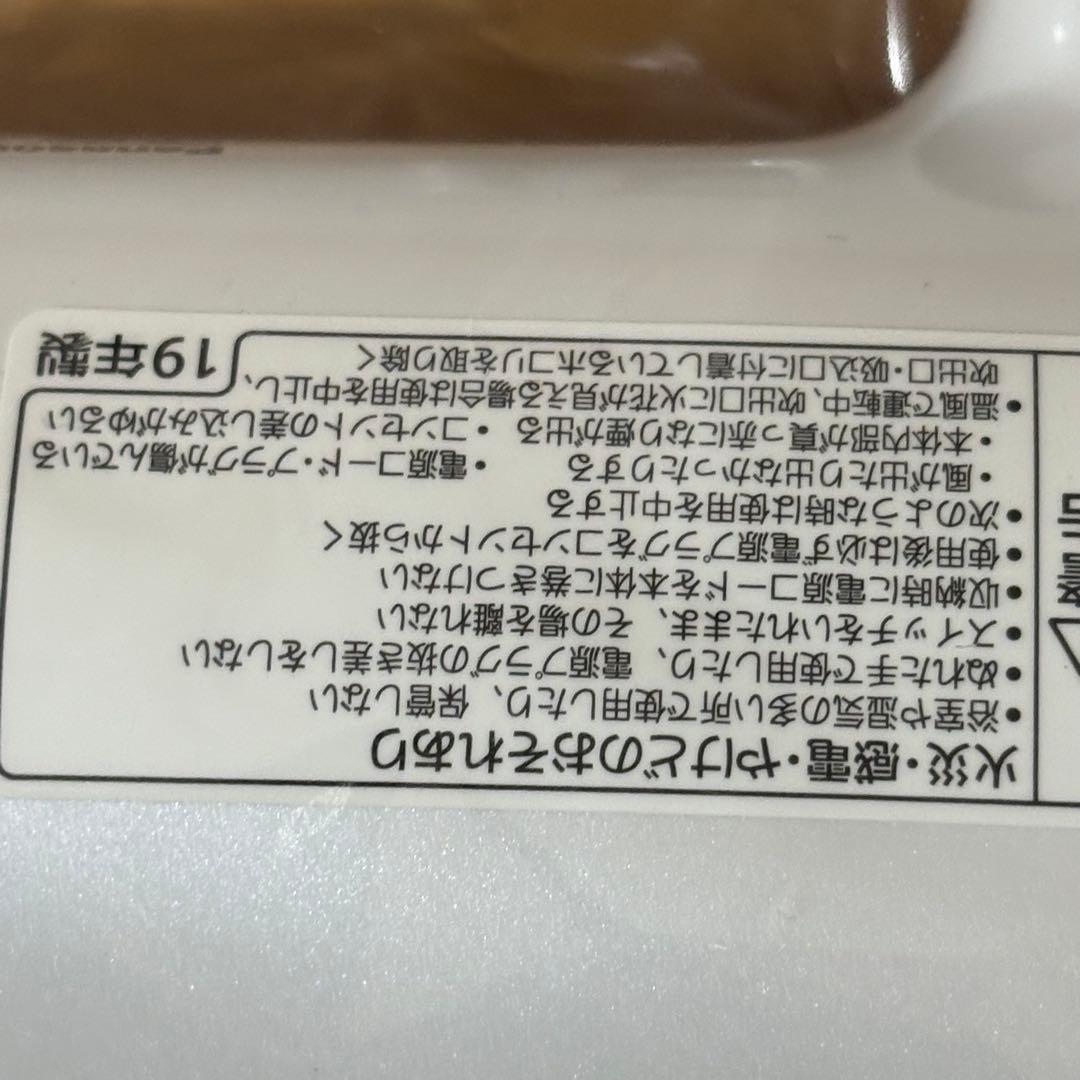 警告
火災・感電・やけどのおそれあり
●浴室や湿気の多い所で使用したり、保管しない
●ぬれた手で使用したり、電源プラグの抜き差しをしない
●スイッチをいれたまま、その場を離れない
●収納時に電源コードを本体に巻きつけない
●使用後は必ず電源プラグをコンセントから抜く
●次のような時は使用を中止する
・風が出たり出なかったりする ・電源コード・プラグが傷んでいる
・本体内部が真っ赤になり煙が出る ・コンセントの差し込みがゆるい
●温風で運転中、吹出口に火花が見える場合は使用を中止し、
吹出口・吸込口に付着しているホコリを取り除く
19年製
Panasonic